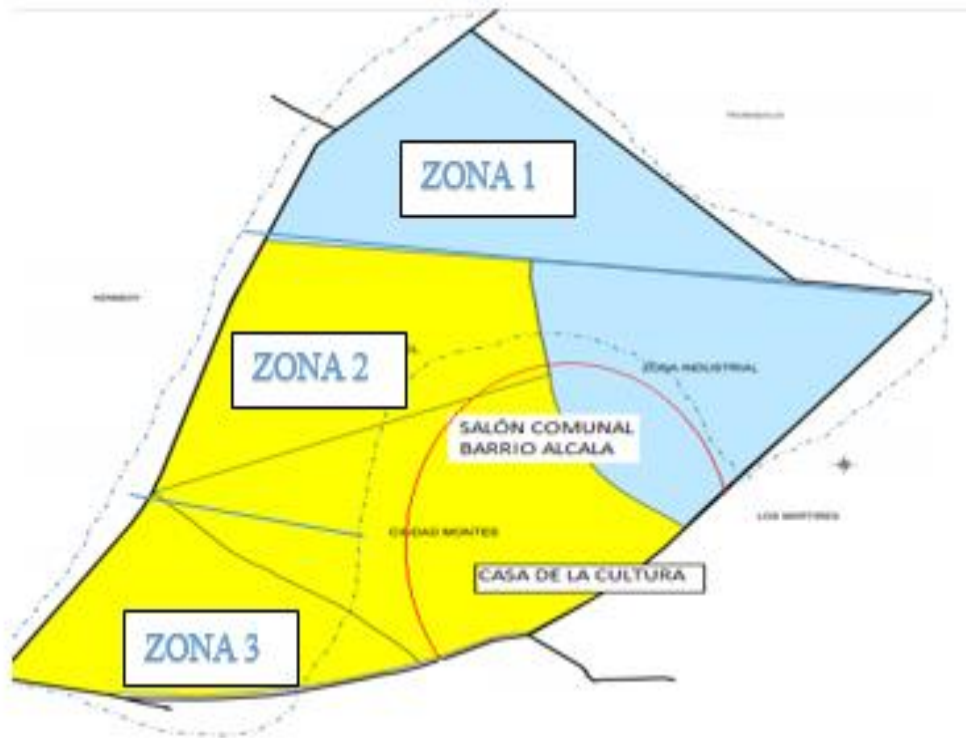 ZONA 1
KENNEDY
ZONA 2
ZONA INDUSTRIAL
SALÓN COMUNAL
BARRIO ALCALA
LOS MARTIRES
CIUDAD MONTES
CASA DE LA CULTURA
ZONA 3